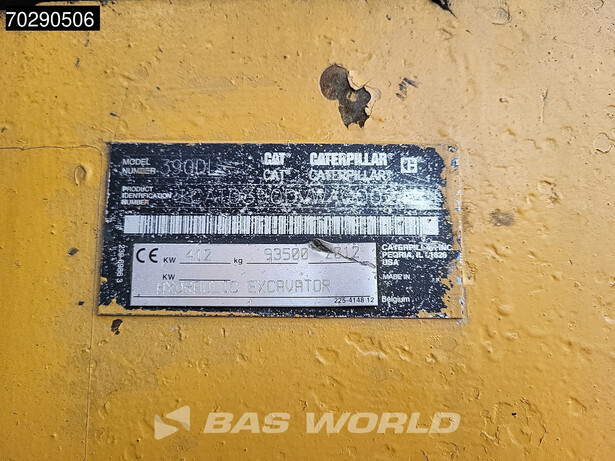 70290506
MODEL NUMBER 390DL CAT CATERPILLAR
CAT® CATERPILLAR®
PRODUCT IDENTIFICATION NUMBER
CE 402 KW kg 93500 2012
KW
HYDRAULIC EXCAVATOR
CATERPILLAR INC.
PEORIA, IL 61629
USA
MADE IN
Belgium
225-4148 12
BAS WORLD